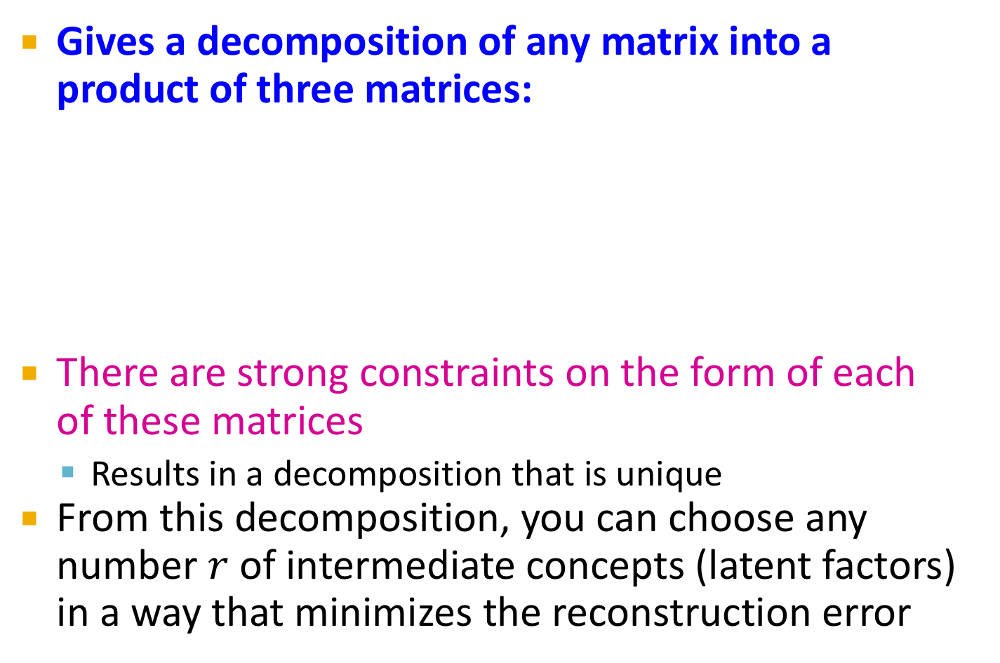 Gives a decomposition of any matrix into a
product of three matrices:
There are strong constraints on the form of each
of these matrices
Results in a decomposition that is unique
From this decomposition, you can choose any
number r of intermediate concepts (latent factors)
in a way that minimizes the reconstruction error